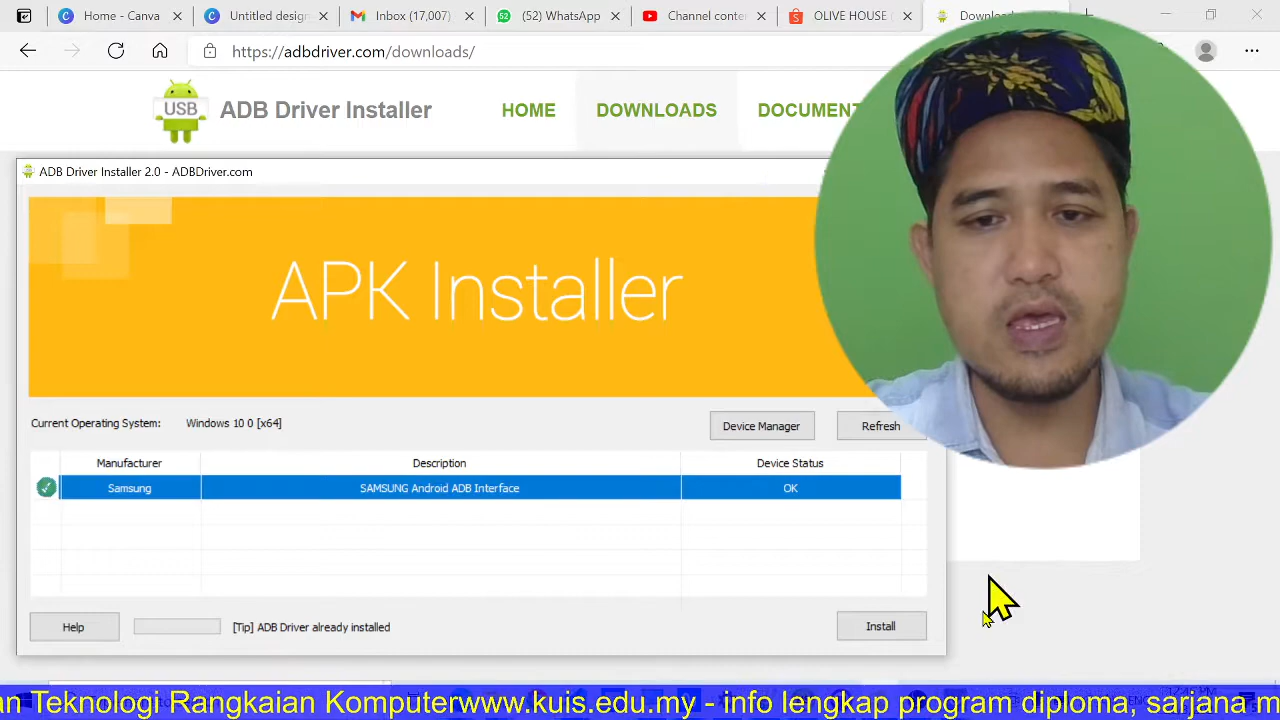 Home - Canva
Untitled design
Inbox (17,007)
(52) WhatsApp
Channel conte
OLIVE HOUSE (
Downloa
https://adbdriver.com/downloads/
USB
ADB Driver Installer
HOME
DOWNLOADS
DOCUMENT
ADB Driver Installer 2.0 - ADBDriver.com
APK Installer
Current Operating System: Windows 10 0 [x64]
Device Manager
Refresh
Manufacturer Description Device Status
Samsung SAMSUNG Android ADB Interface OK
Help
[Tip] ADB Driver already installed
Install
an Teknologi Rangkaian Komputerwww.kuis.edu.my - info lengkap program diploma, sarjana m